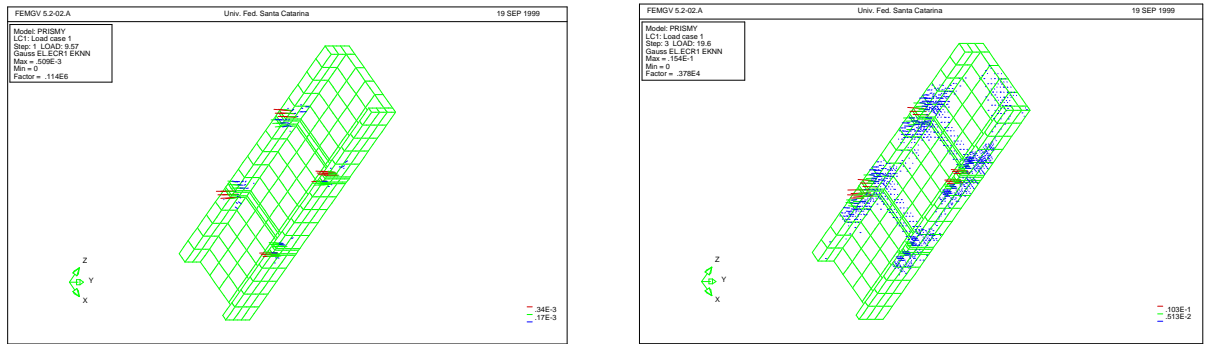 FEMGV 5.2-02.A
Univ. Fed. Santa Catarina
19 SEP 1999
Model: PRISMY
LC1: Load case 1
Step: 1 LOAD: 9.57
Gauss EL.ECR1 EKNN
Max = .509E-3
Min = 0
Factor = .114E6
Z
Y
X
.34E-3
.17E-3
FEMGV 5.2-02.A
Univ. Fed. Santa Catarina
19 SEP 1999
Model: PRISMY
LC1: Load case 1
Step: 3 LOAD: 19.6
Gauss EL.ECR1 EKNN
Max = .154E-1
Min = 0
Factor = .378E4
Z
Y
X
.103E-1
.513E-2